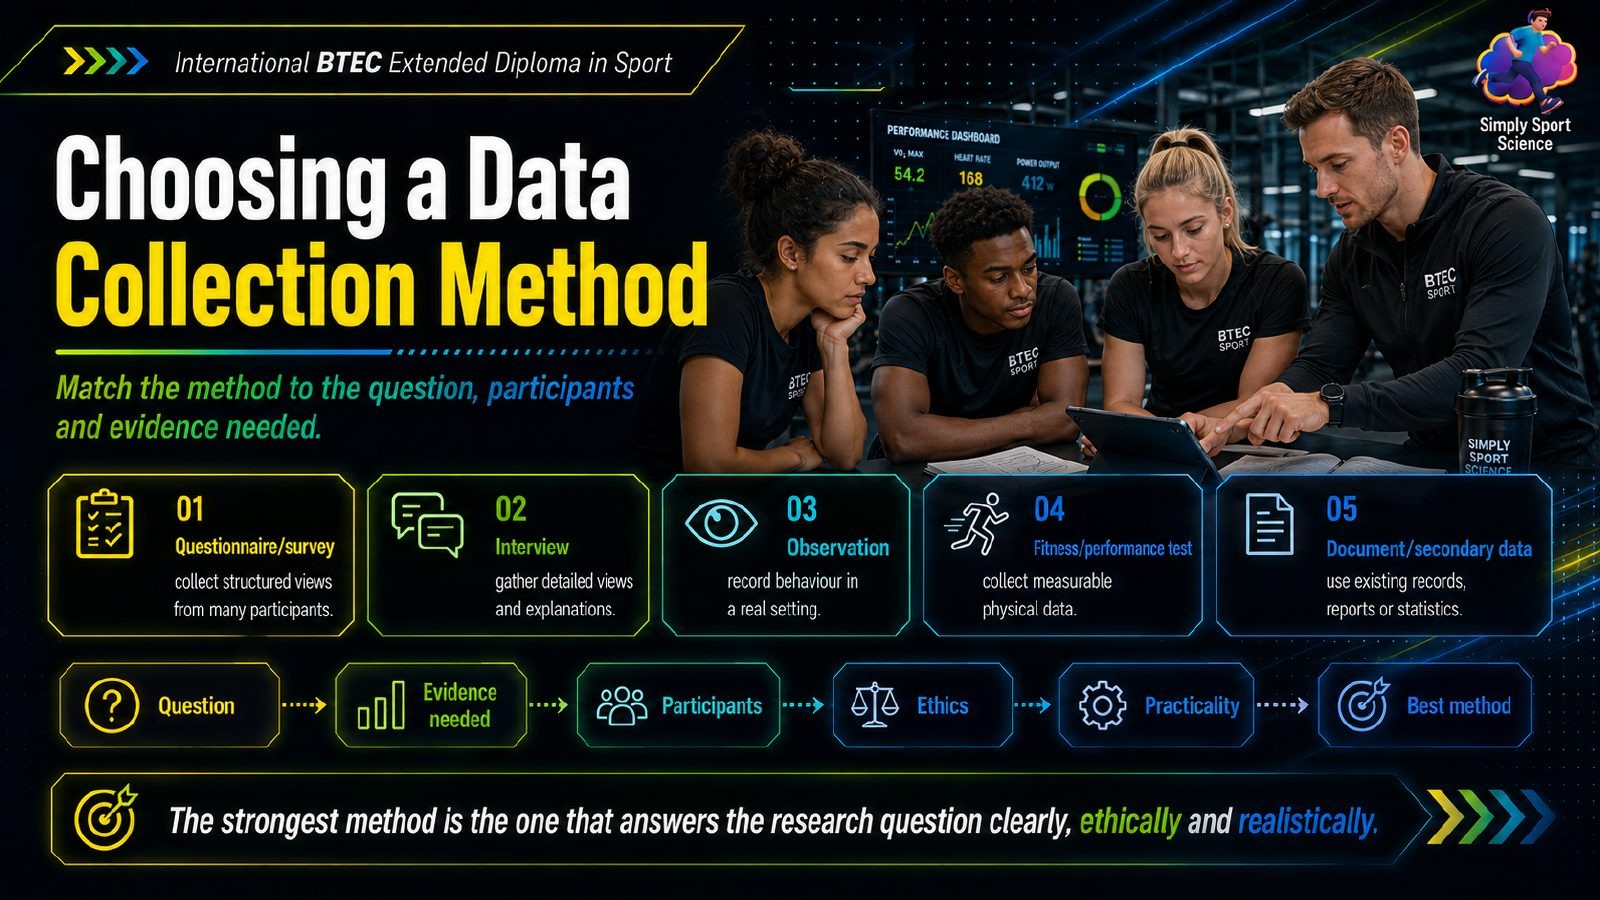 International BTEC Extended Diploma in Sport
Simply Sport
Science
Choosing a Data
Collection Method
Match the method to the question, participants
and evidence needed.
PERFORMANCE DASHBOARD
VO₂ MAX
54.2
HEART RATE
168
POWER OUTPUT
412 W
BTEC
SPORT
BTEC
SPORT
BTEC
SPORT
BTEC
SPORT
SIMPLY
SPORT
SCIENCE
01
Questionnaire/survey
collect structured views
from many participants.
02
Interview
gather detailed views
and explanations.
03
Observation
record behaviour in
a real setting.
04
Fitness/performance test
collect measurable
physical data.
05
Document/secondary data
use existing records,
reports or statistics.
Question
Evidence
needed
Participants
Ethics
Practicality
Best method
The strongest method is the one that answers the research question clearly, ethically and realistically.